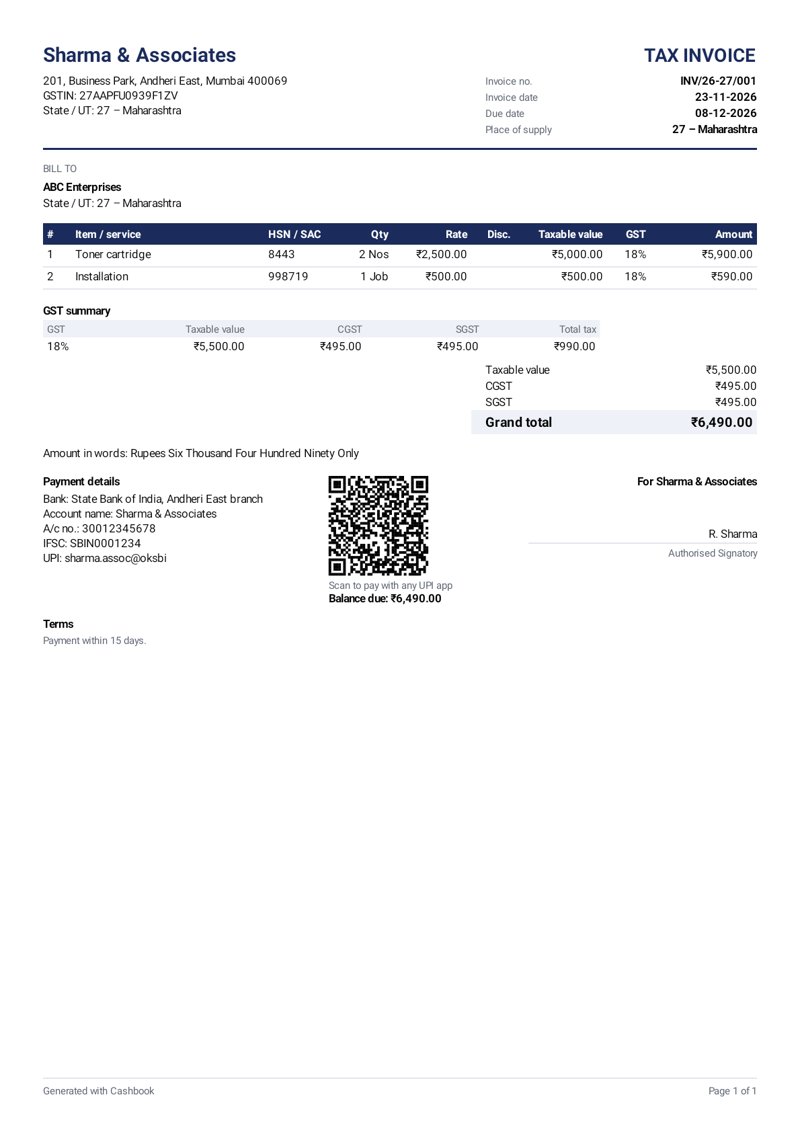 Sharma & Associates
TAX INVOICE
201, Business Park, Andheri East, Mumbai 400069
GSTIN: 27AAPFU0939F1ZV
State / UT: 27 – Maharashtra
Invoice no. INV/26-27/001
Invoice date 23-11-2026
Due date 08-12-2026
Place of supply 27 – Maharashtra
BILL TO
ABC Enterprises
State / UT: 27 – Maharashtra
# Item / service HSN / SAC Qty Rate Disc. Taxable value GST Amount
1 Toner cartridge 8443 2 Nos ₹2,500.00 ₹5,000.00 18% ₹5,900.00
2 Installation 998719 1 Job ₹500.00 ₹500.00 18% ₹590.00
GST summary
GST Taxable value CGST SGST Total tax
18% ₹5,500.00 ₹495.00 ₹495.00 ₹990.00
Taxable value ₹5,500.00
CGST ₹495.00
SGST ₹495.00
Grand total ₹6,490.00
Amount in words: Rupees Six Thousand Four Hundred Ninety Only
Payment details
Bank: State Bank of India, Andheri East branch
Account name: Sharma & Associates
A/c no.: 30012345678
IFSC: SBIN0001234
UPI: sharma.assoc@oksbi
Scan to pay with any UPI app
Balance due: ₹6,490.00
For Sharma & Associates
R. Sharma
Authorised Signatory
Terms
Payment within 15 days.
Generated with Cashbook
Page 1 of 1